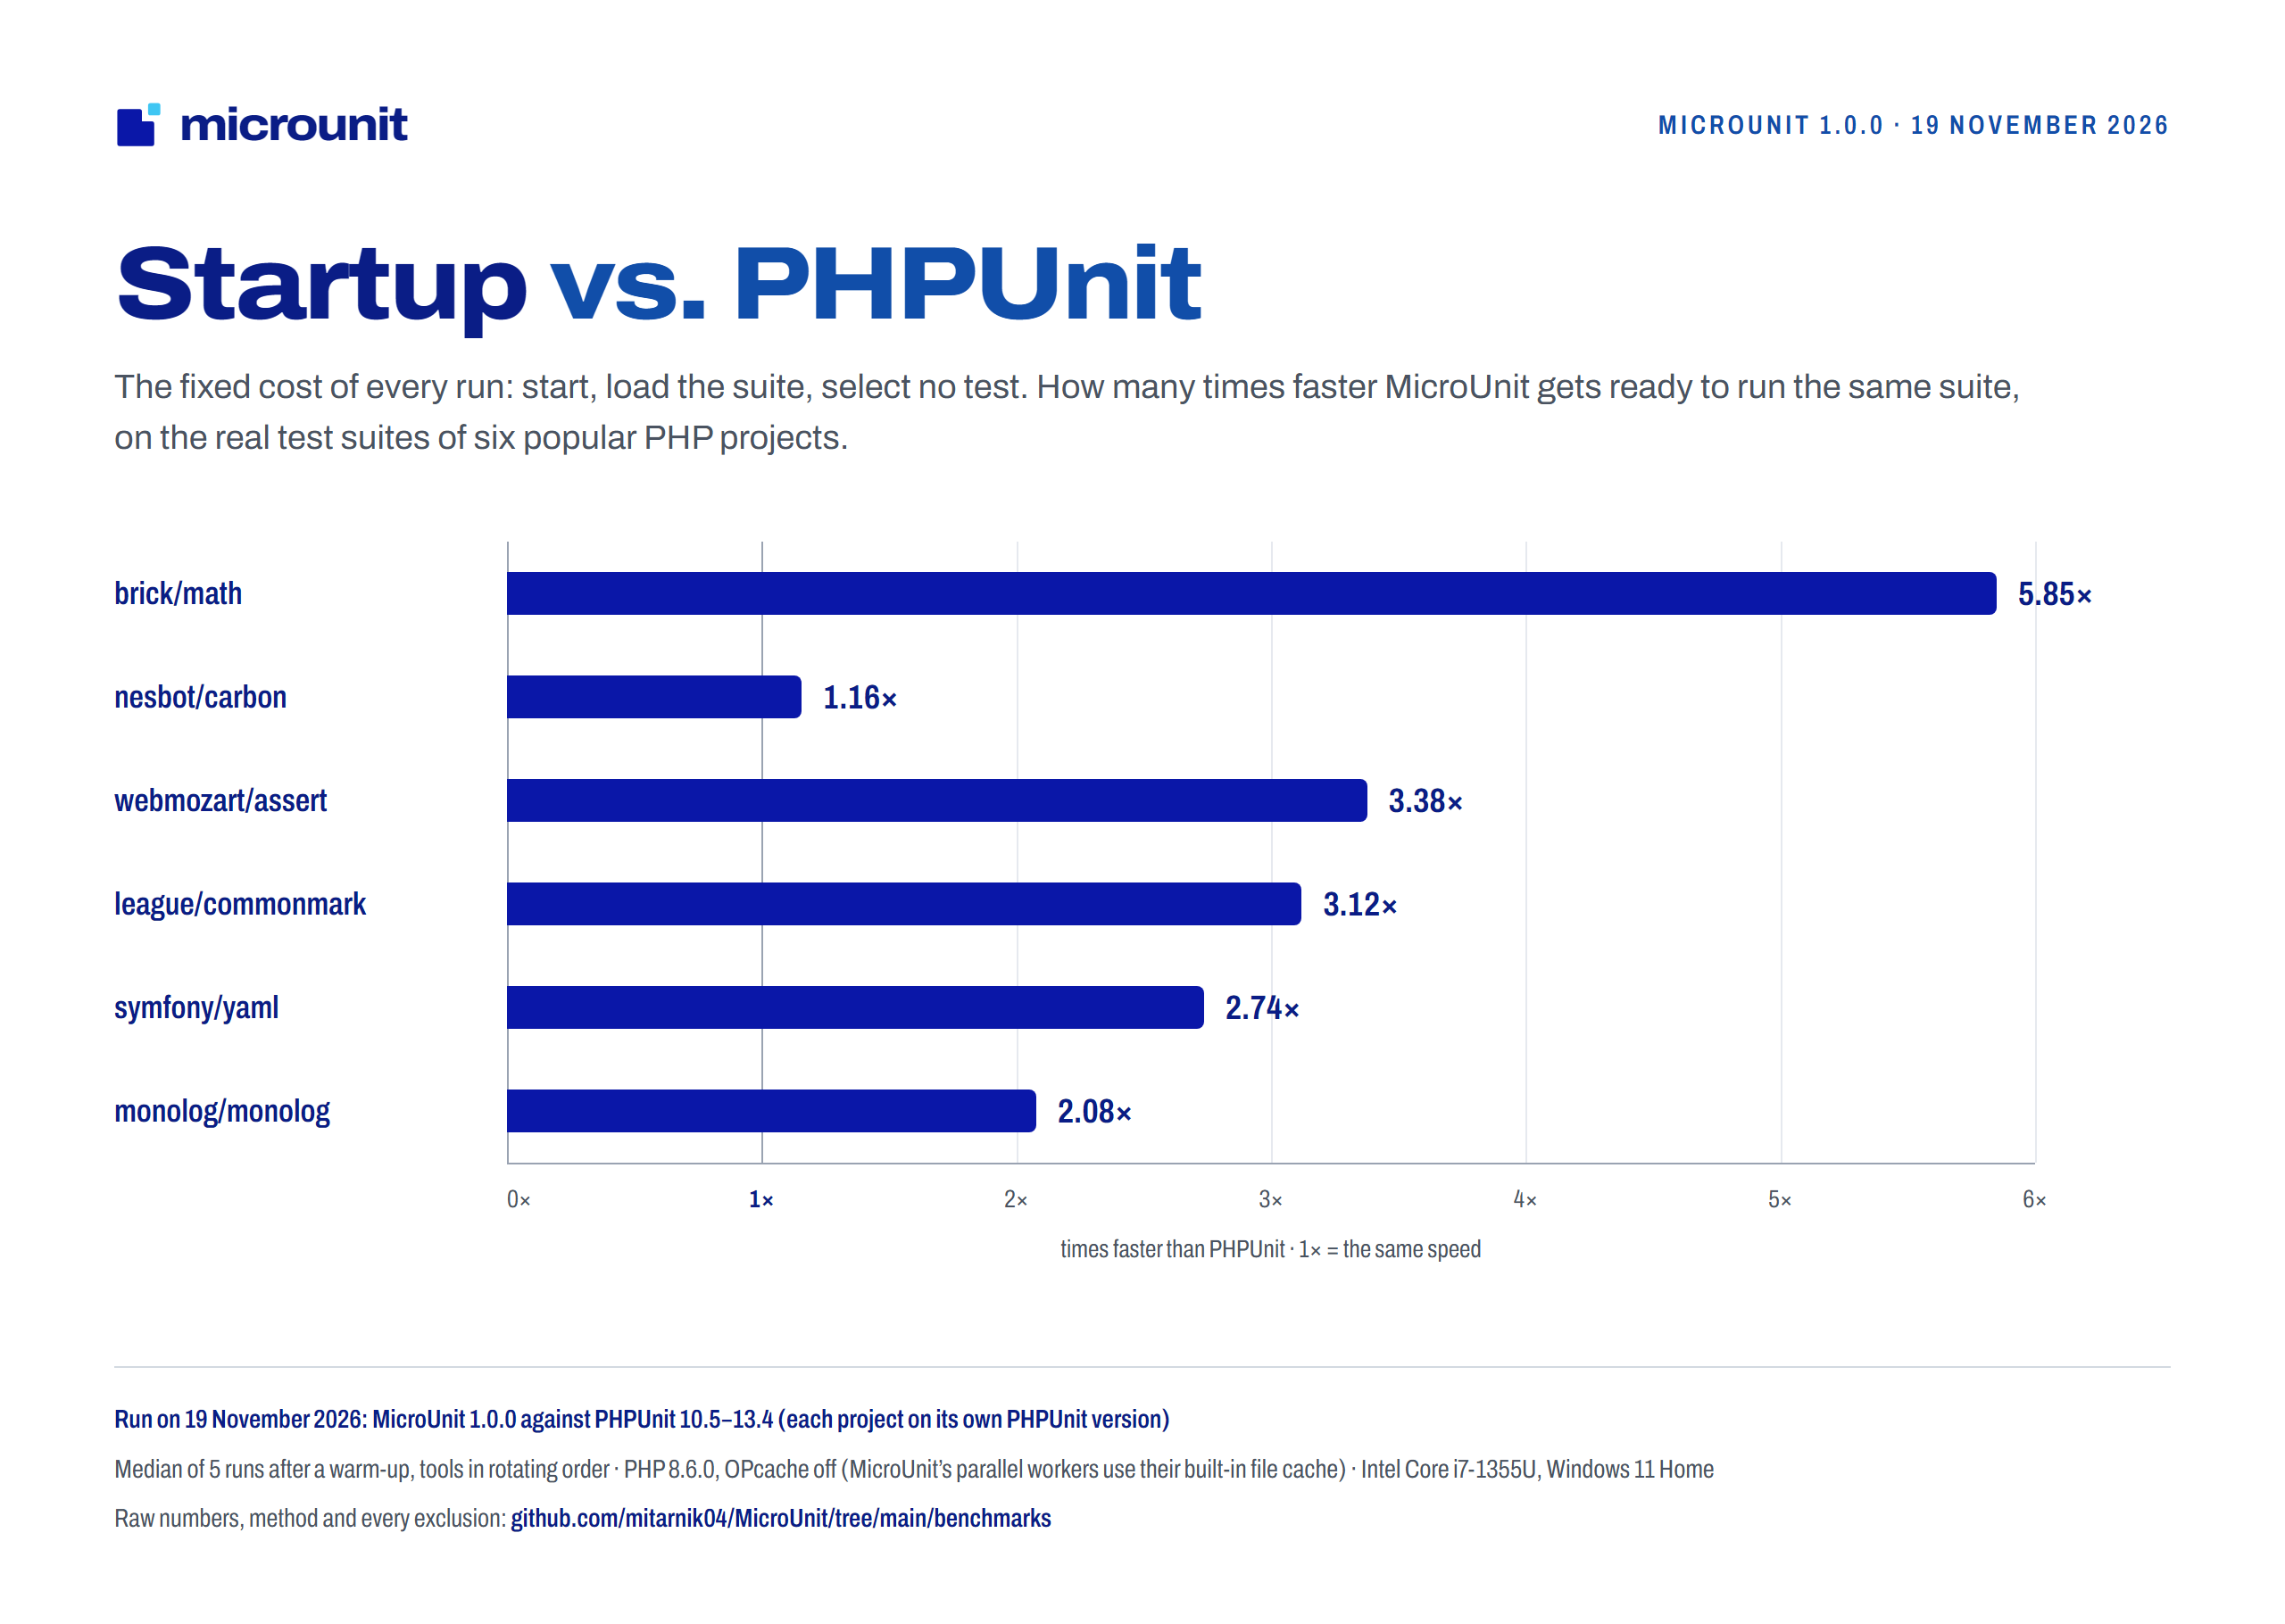 microunit
MICROUNIT 1.0.0 · 19 NOVEMBER 2026
Startup vs. PHPUnit
The fixed cost of every run: start, load the suite, select no test. How many times faster MicroUnit gets ready to run the same suite,
on the real test suites of six popular PHP projects.
brick/math
5.85×
nesbot/carbon
1.16×
webmozart/assert
3.38×
league/commonmark
3.12×
symfony/yaml
2.74×
monolog/monolog
2.08×
0× 1× 2× 3× 4× 5× 6×
times faster than PHPUnit · 1× = the same speed
Run on 19 November 2026: MicroUnit 1.0.0 against PHPUnit 10.5–13.4 (each project on its own PHPUnit version)
Median of 5 runs after a warm-up, tools in rotating order · PHP 8.6.0, OPcache off (MicroUnit’s parallel workers use their built-in file cache) · Intel Core i7-1355U, Windows 11 Home
Raw numbers, method and every exclusion: github.com/mitarnik04/MicroUnit/tree/main/benchmarks